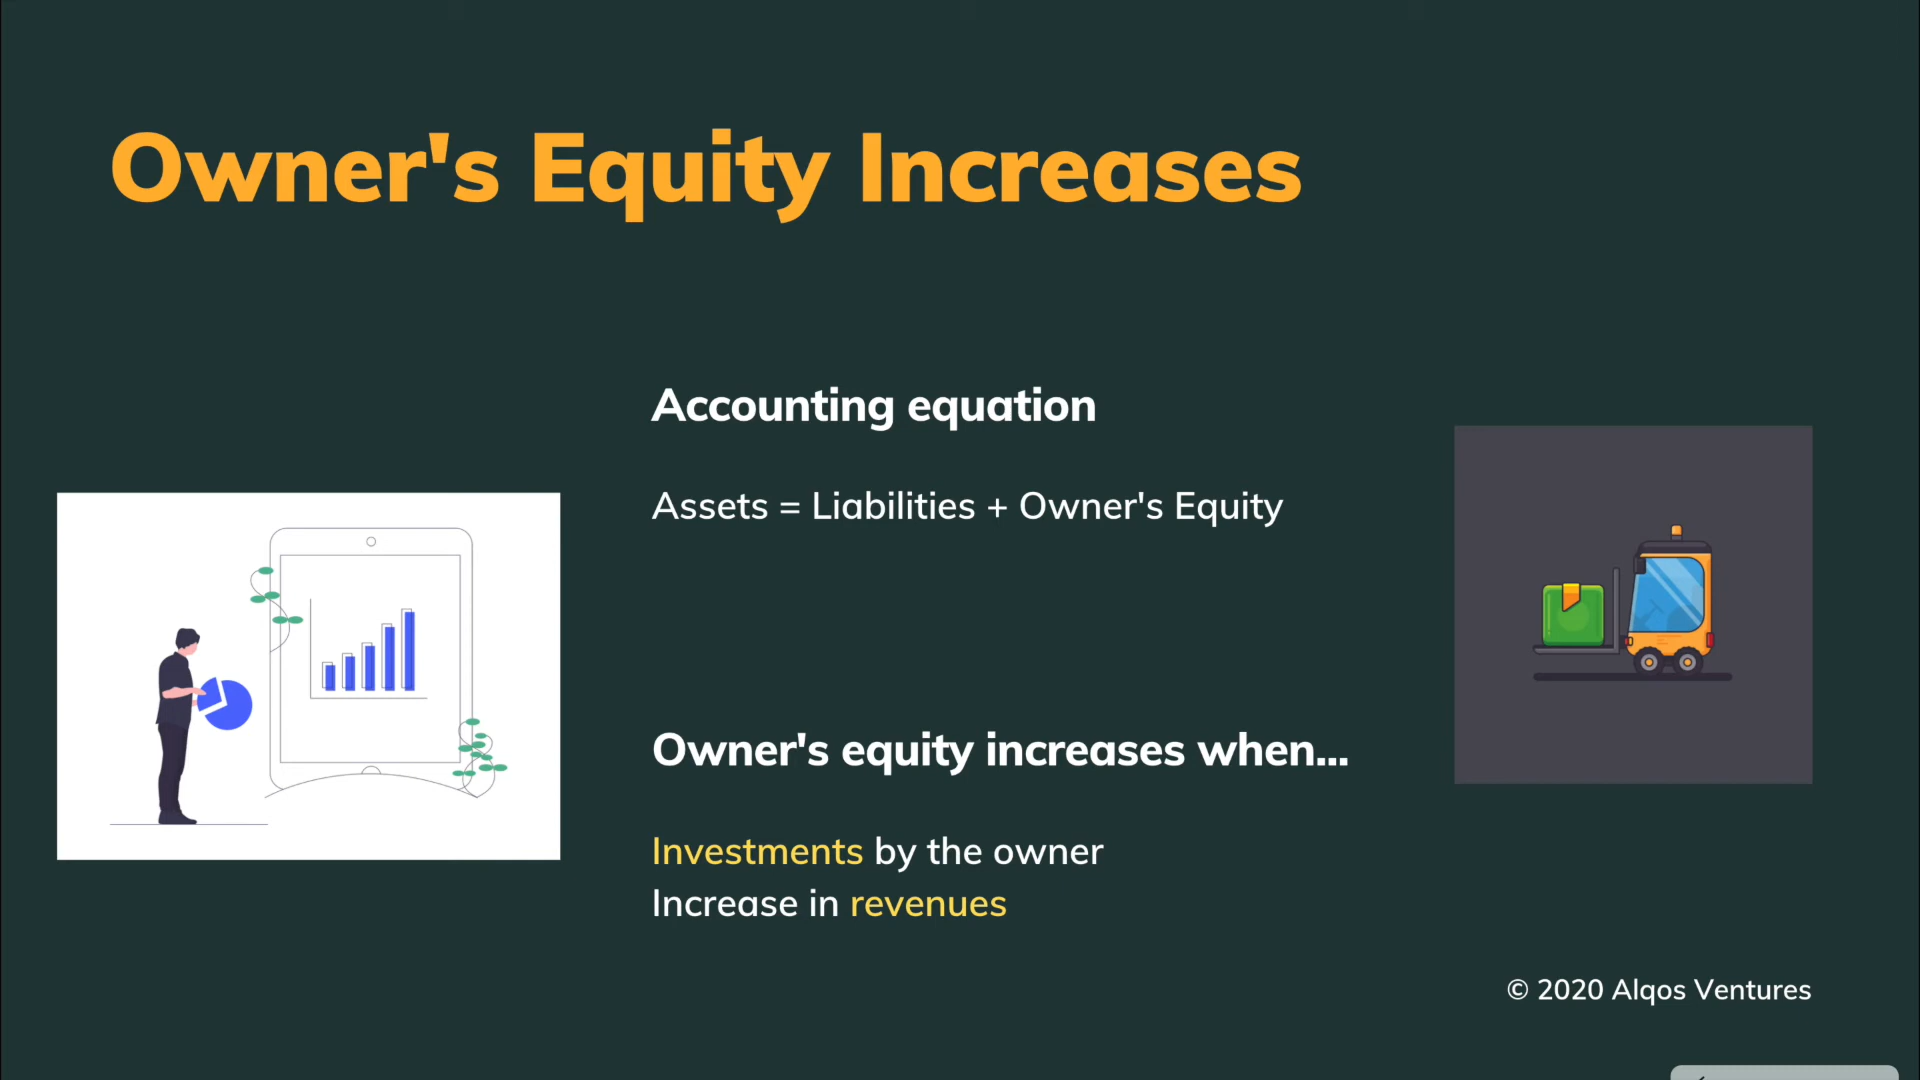 Owner's Equity Increases
Accounting equation
Assets = Liabilities + Owner's Equity
Owner's equity increases when...
Investments by the owner
Increase in revenues
© 2020 Alqos Ventures